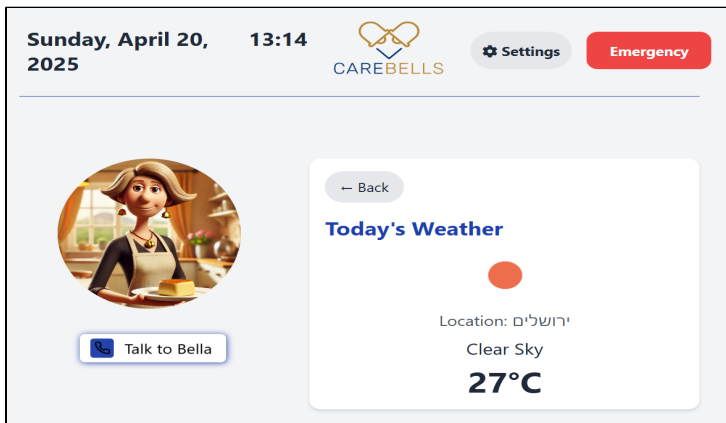 Sunday, April 20, 2025
13:14
CAREBELLS
Settings
Emergency
← Back
Today's Weather
Location: ירושלים
Clear Sky
27°C
Talk to Bella